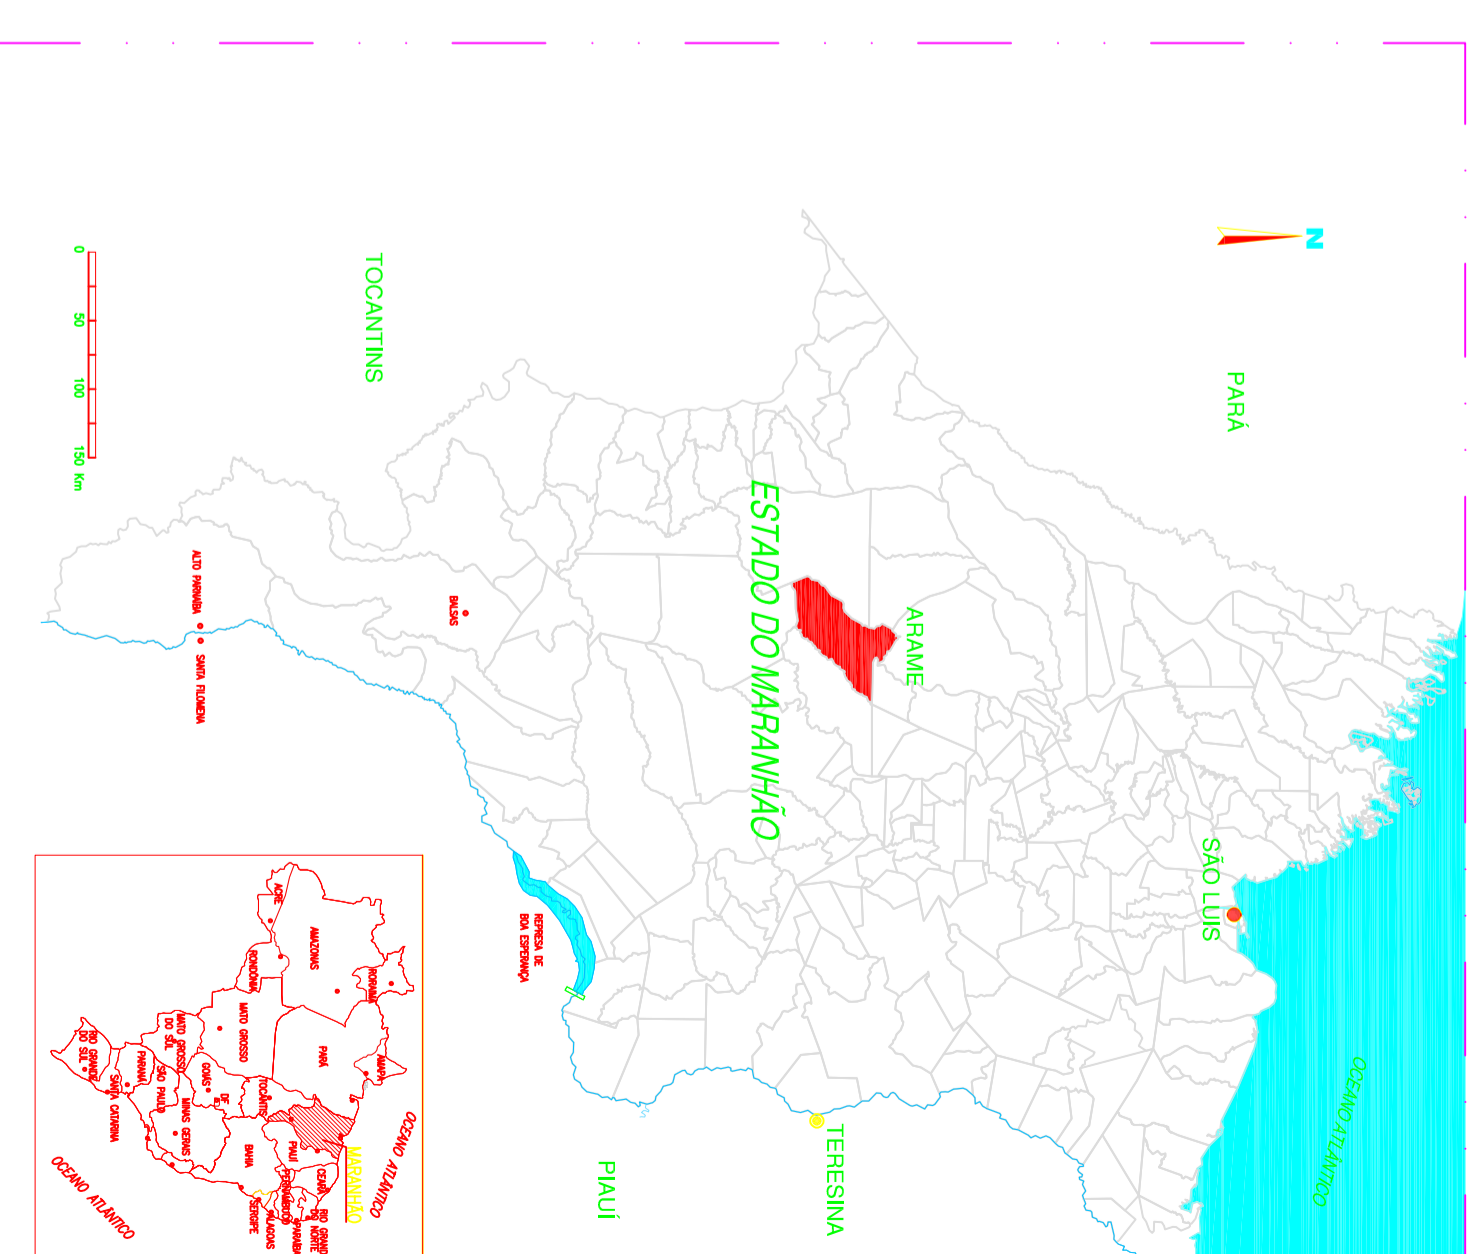 N
PARÁ
TOCANTINS
0
50
100
150 Km
ESTADO DO MARANHÃO
ARAME
SÃO LUIS
OCEANO ATLÂNTICO
ALTO PARNAÍBA
SANTA FILOMENA
BALSAS
REPRESA DE
BOA ESPERANÇA
TERESINA
PIAUÍ
RORAIMA
AMAPÁ
AMAZONAS
PARÁ
ACRE
RONDÔNIA
MATO GROSSO
TOCANTIS
MARANHÃO
PIAUÍ
CEARÁ
RIO GRAND
DO NORTE
PARAÍBA
PERNAMBUCO
ALAGOAS
SERGIPE
BAHIA
GOIÁS
DF
MINAS GERAIS
MATO GROSSO
DO SUL
SÃO PAULO
PARANÁ
SANTA CATARINA
RIO GRANDE
DO SUL
OCEANO ATLÂNTICO
OCEANO ATLÂNTICO